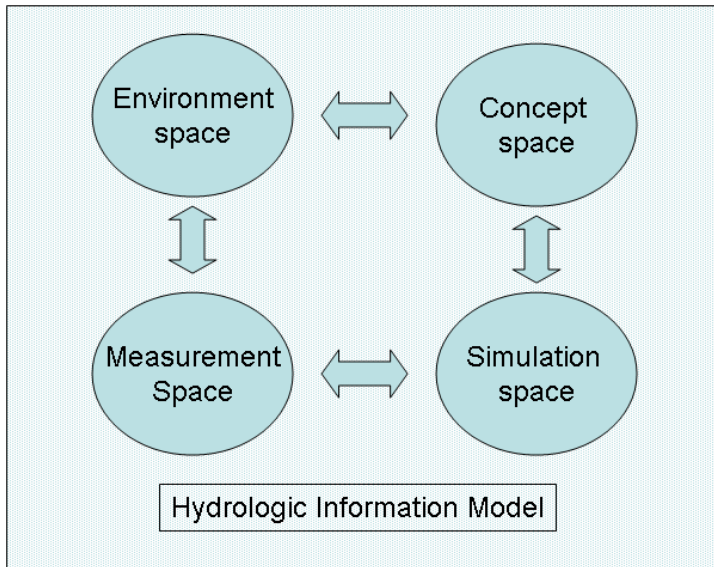 Environment
space
Concept
space
Measurement
Space
Simulation
space
Hydrologic Information Model